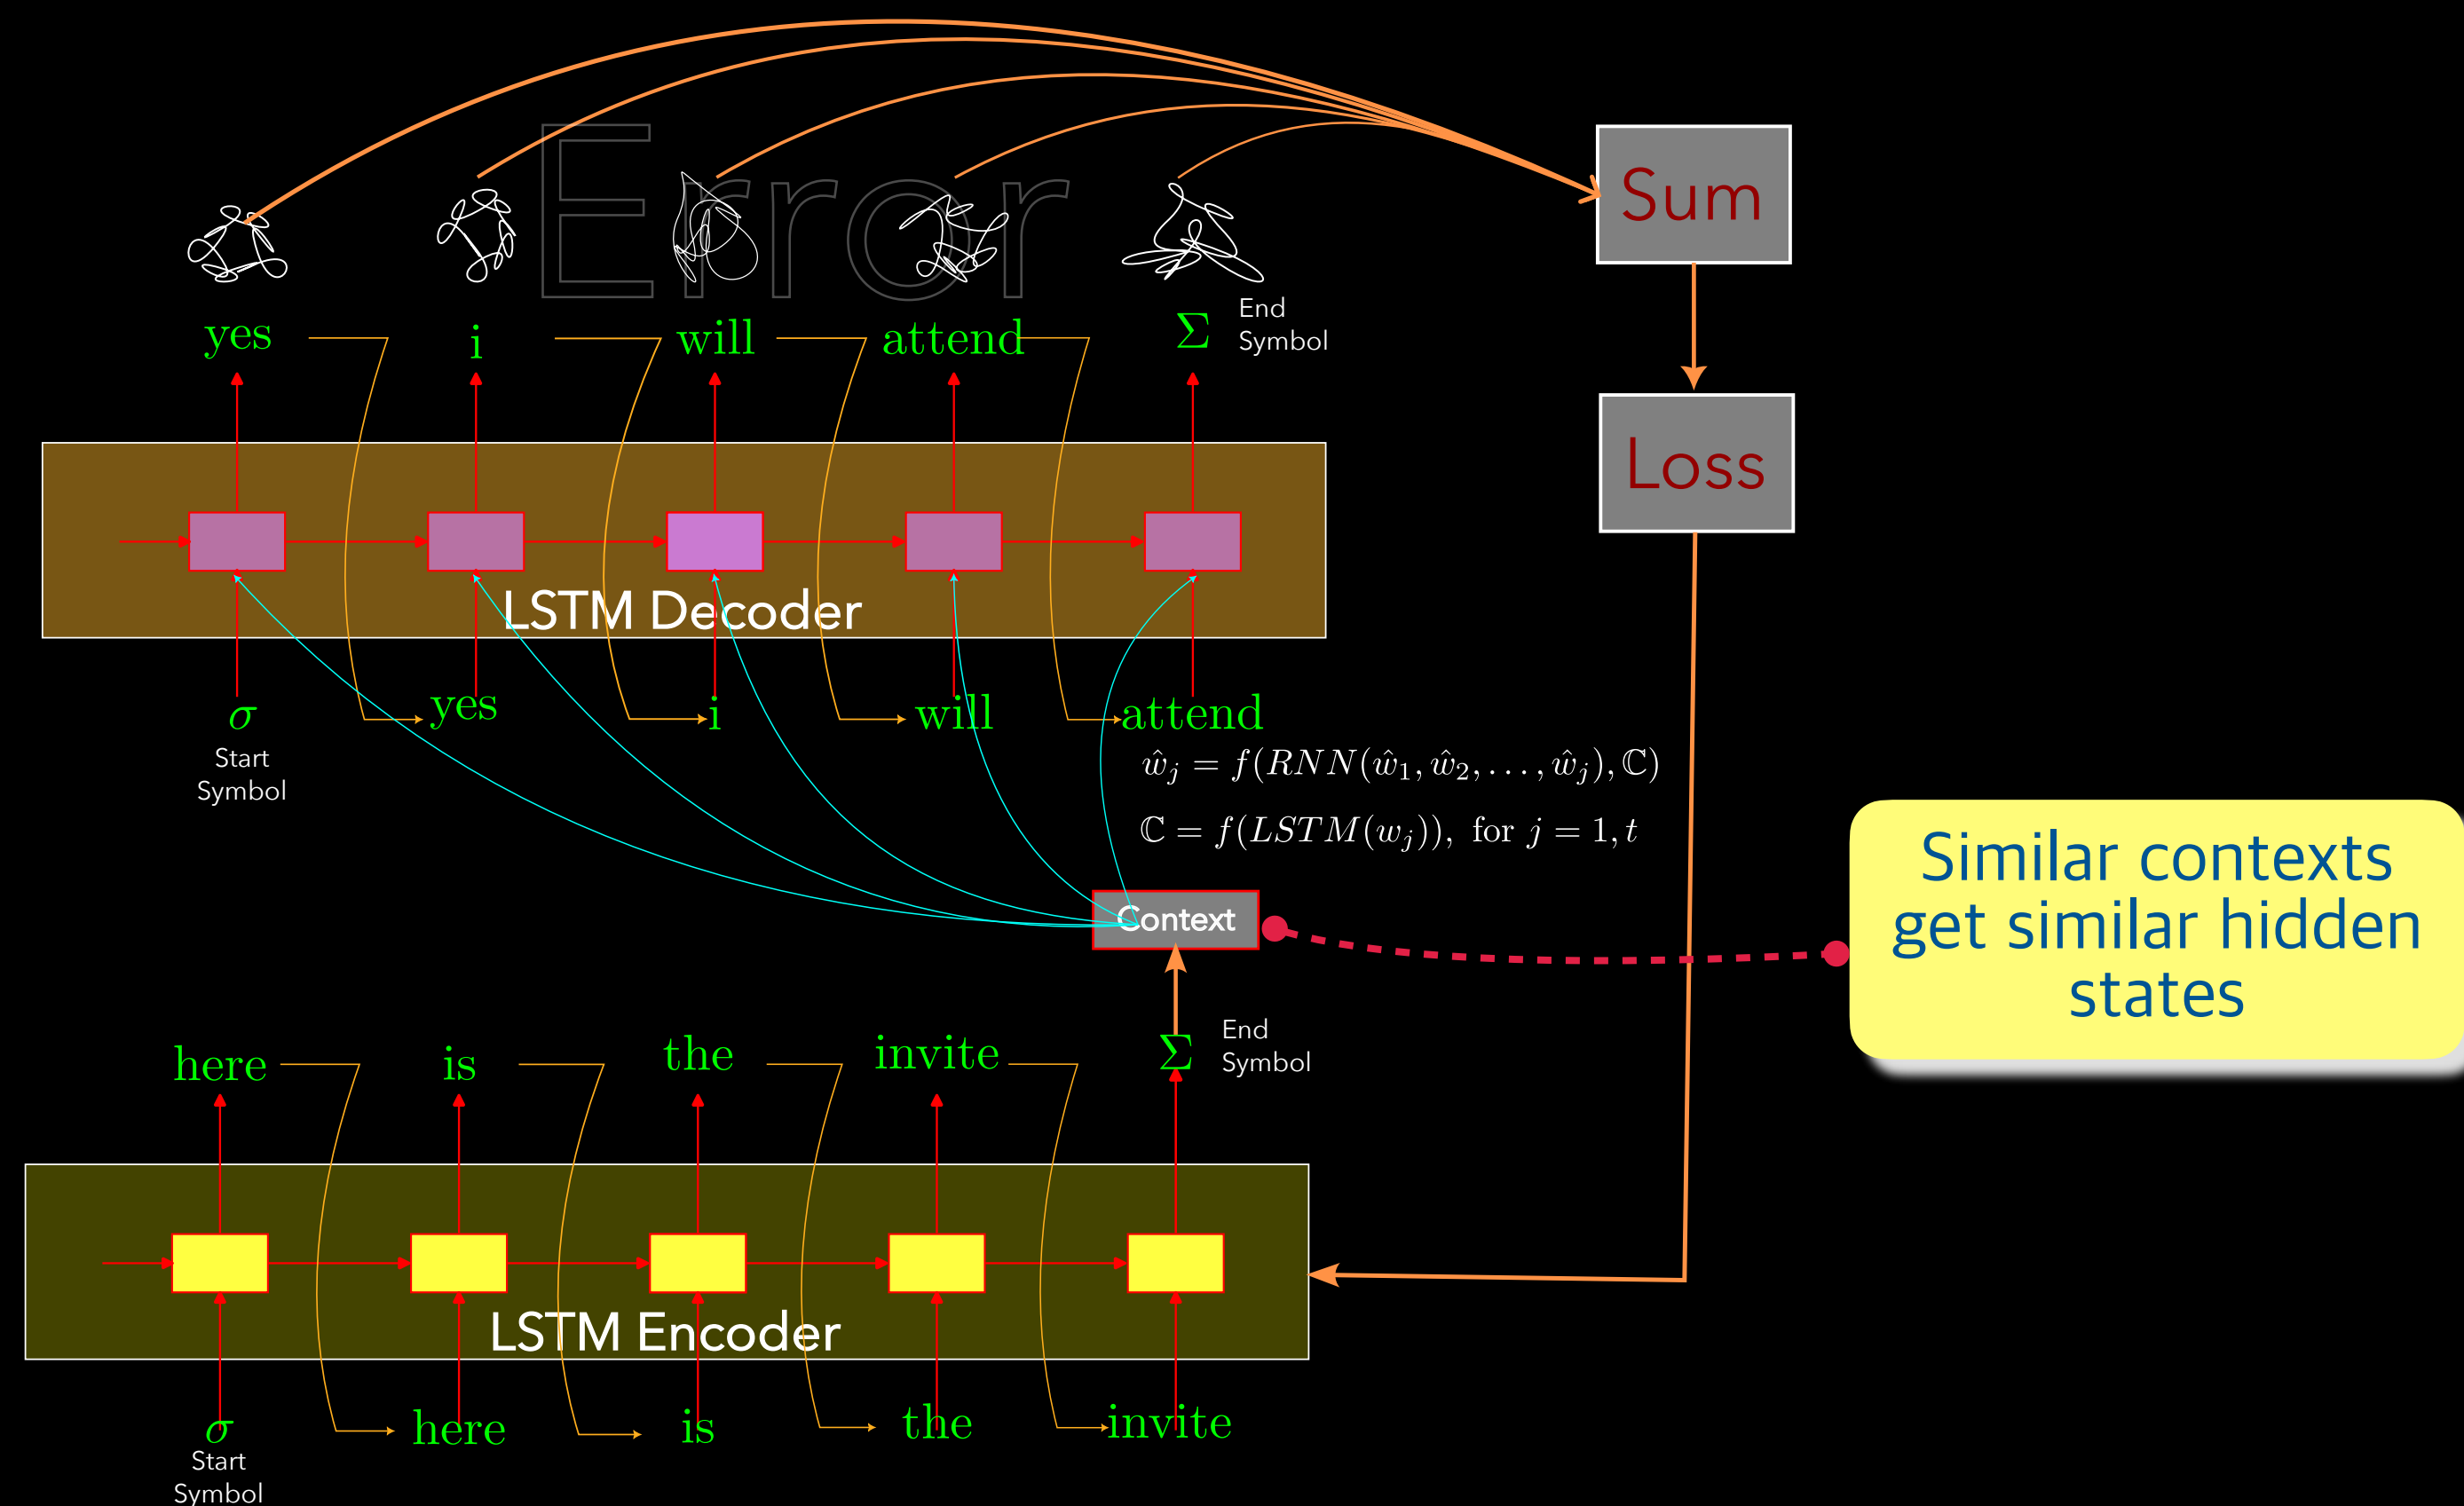 Error
Sum
yes i will attend Σ
End
Symbol
Loss
LSTM Decoder
σ yes i will attend
Start
Symbol
ŵ_j = f(RNN(ŵ_1, ŵ_2, . . . , ŵ_j), ℂ)
ℂ = f(LSTM(w_j)), for j = 1, t
Similar contexts
get similar hidden
states
Context
here is the invite Σ
End
Symbol
LSTM Encoder
σ here is the invite
Start
Symbol